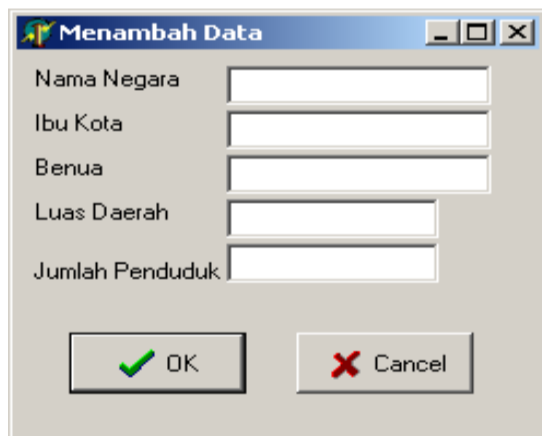 Menambah Data
Nama Negara
Ibu Kota
Benua
Luas Daerah
Jumlah Penduduk
OK Cancel